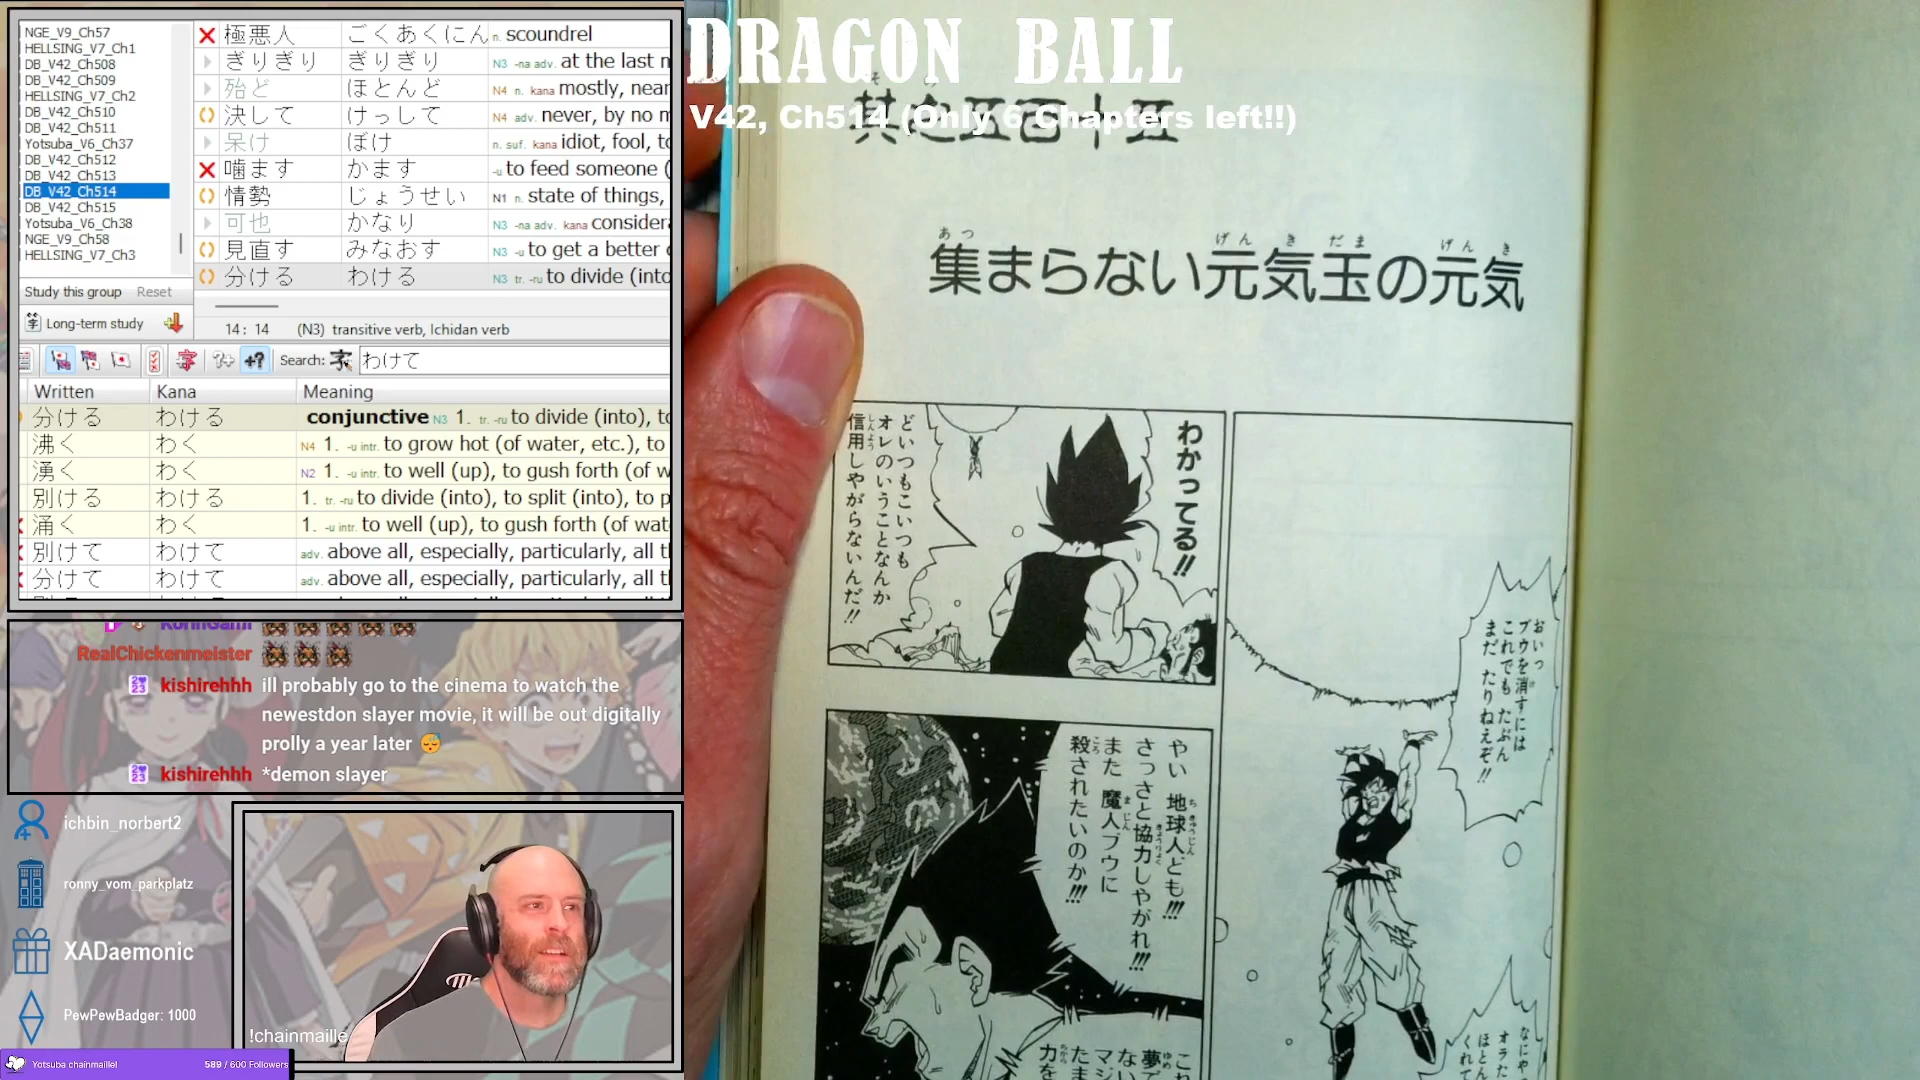 NGE_V9_Ch57
HELLSING_V7_Ch1
DB_V42_Ch508
DB_V42_Ch509
HELLSING_V7_Ch2
DB_V42_Ch510
DB_V42_Ch511
Yotsuba_V6_Ch37
DB_V42_Ch512
DB_V42_Ch513
DB_V42_Ch514
DB_V42_Ch515
Yotsuba_V6_Ch38
NGE_V9_Ch58
HELLSING_V7_Ch3
Study this group Reset
Long-term study
極悪人 ごくあくにん n. scoundrel
ぎりぎり ぎりぎり N3 -na adv. at the last
殆ど ほとんど N4 n. kana mostly,
決して けっして N4 adv. never, by no
呆け ぼけ n. suf. kana idiot, fool,
噛ます かます -u to feed someone
情勢 じょうせい N1 n. state of things,
可也 かなり N3 -na adv. kana
見直す みなおす N3 -u to get a better
分ける わける N3 tr. -ru to divide (into
14: 14 (N3) transitive verb, Ichidan verb
Search: わけて
Written Kana Meaning
分ける わける conjunctive N3 1. tr. -ru to divide (into),
沸く わく N4 1. -u intr. to grow hot (of water, etc.), to
湧く わく N2 1. -u intr. to well (up), to gush forth (of
別ける わける 1. tr. -ru to divide (into), to split (into), to
涌く わく 1. -u intr. to well (up), to gush forth (of
別けて わけて adv. above all, especially, particularly, all
分けて わけて adv. above all, especially, particularly, all
KorinGami
RealChickenmeister
kishirehhh ill probably go to the cinema to watch the
newestdon slayer movie, it will be out digitally
prolly a year later
kishirehhh *demon slayer
ichbin_norbert2
ronny_vom_parkplatz
XADaemonic
PewPewBadger: 1000
!chainmaille
Yotsuba chainmaillel 589 / 600 Followers
DRAGON BALL
V42, Ch514 (Only 6 Chapters left!!)
其之五百十五
集まらない元気玉の元気
あつ げんきだま げんき
おいっ
ブウを消すには
これでも たぶん
まだ たりねえぞ!!
わかってる!!
どいつもこいつも
オレのいうことなんか
信用しやがらないんだ!!
やい 地球人ども!!!
さっさと協力しやがれ!!!
また 魔人ブウに
殺されたいのか!!!